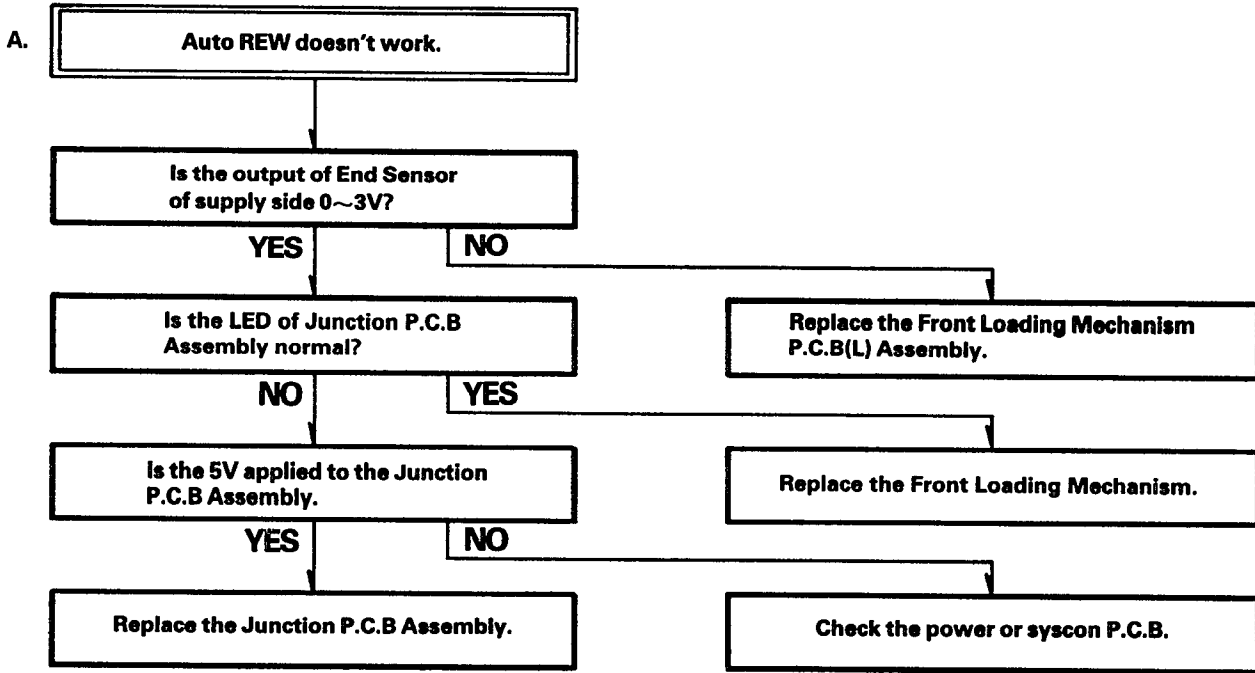 A.
Auto REW doesn't work.
Is the output of End Sensor
of supply side 0～3V?
YES
NO
Is the LED of Junction P.C.B
Assembly normal?
Replace the Front Loading Mechanism
P.C.B(L) Assembly.
NO
YES
Is the 5V applied to the Junction
P.C.B Assembly.
Replace the Front Loading Mechanism.
YES
NO
Replace the Junction P.C.B Assembly.
Check the power or syscon P.C.B.